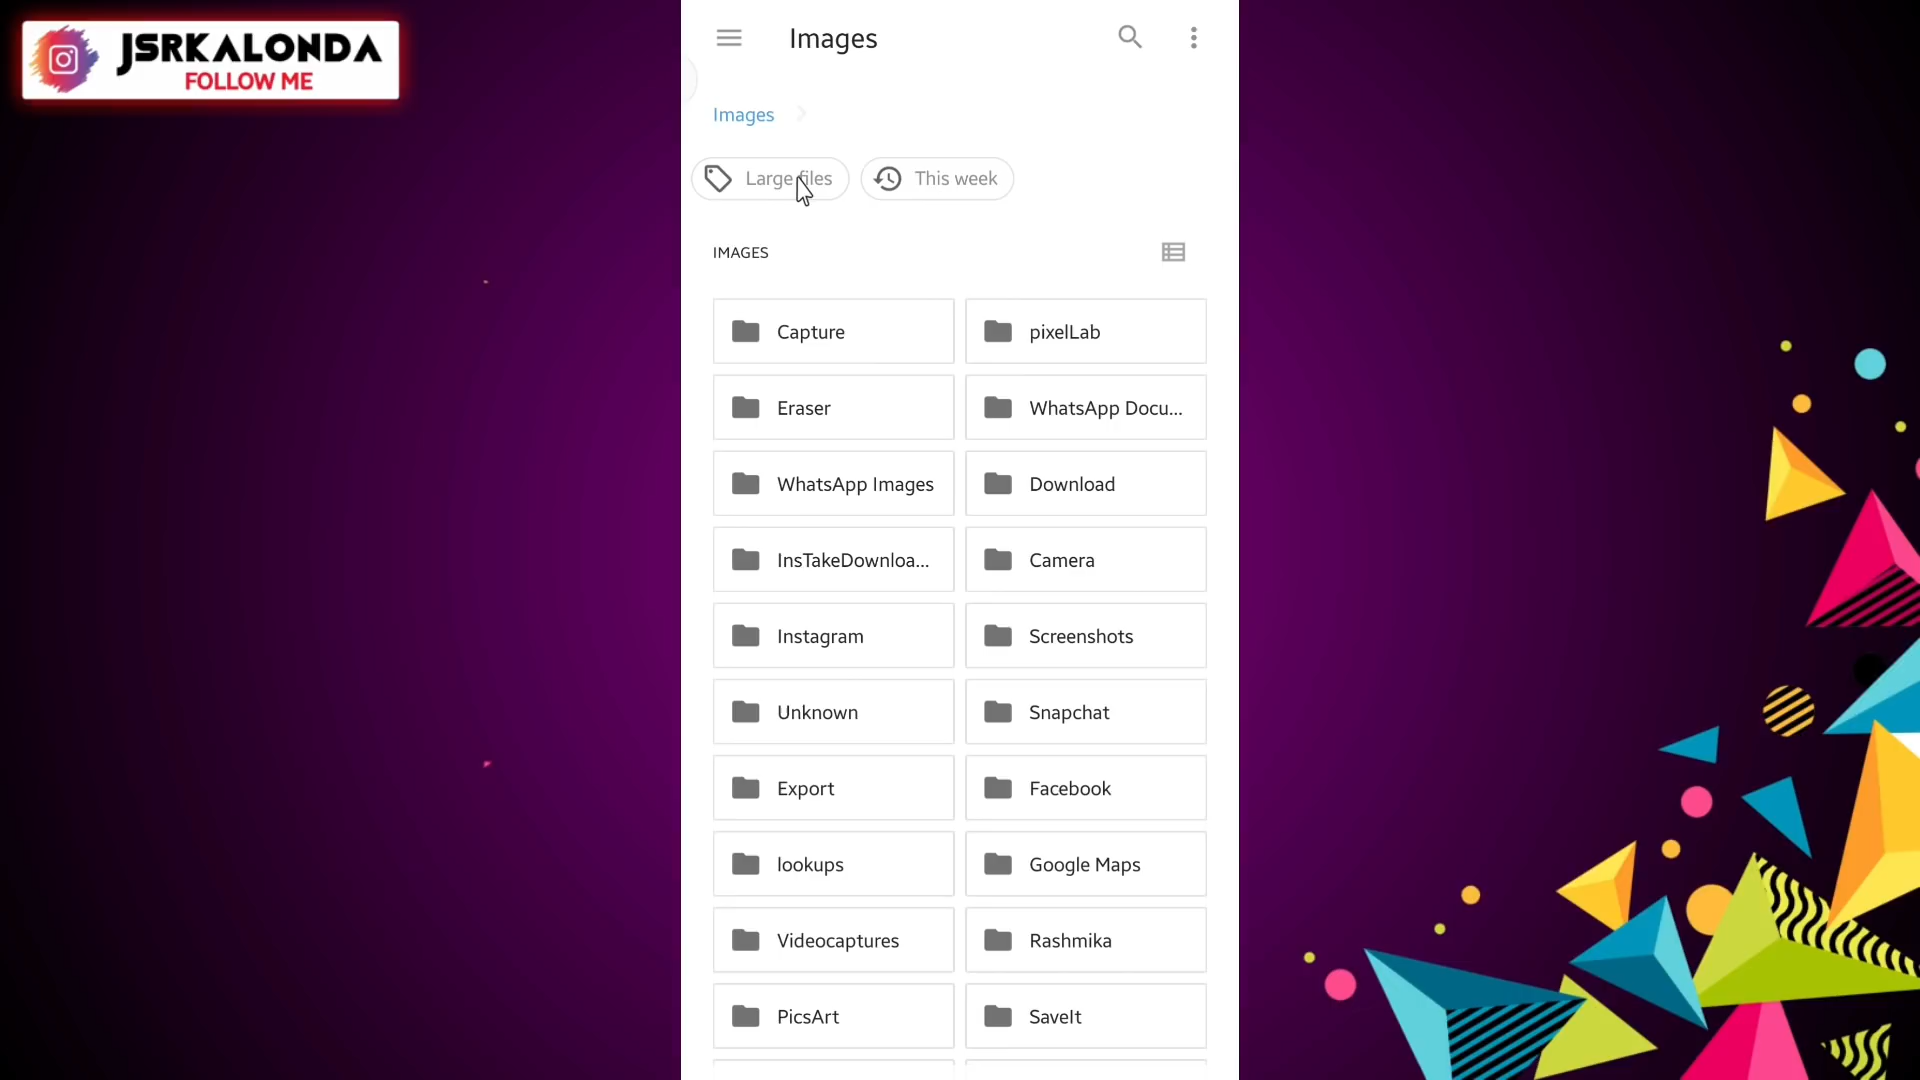 JSRKALONDA
FOLLOW ME
Images
Images
Large files
This week
IMAGES
Capture
pixelLab
Eraser
WhatsApp Docu...
WhatsApp Images
Download
InsTakeDownloa...
Camera
Instagram
Screenshots
Unknown
Snapchat
Export
Facebook
lookups
Google Maps
Videocaptures
Rashmika
PicsArt
SaveIt